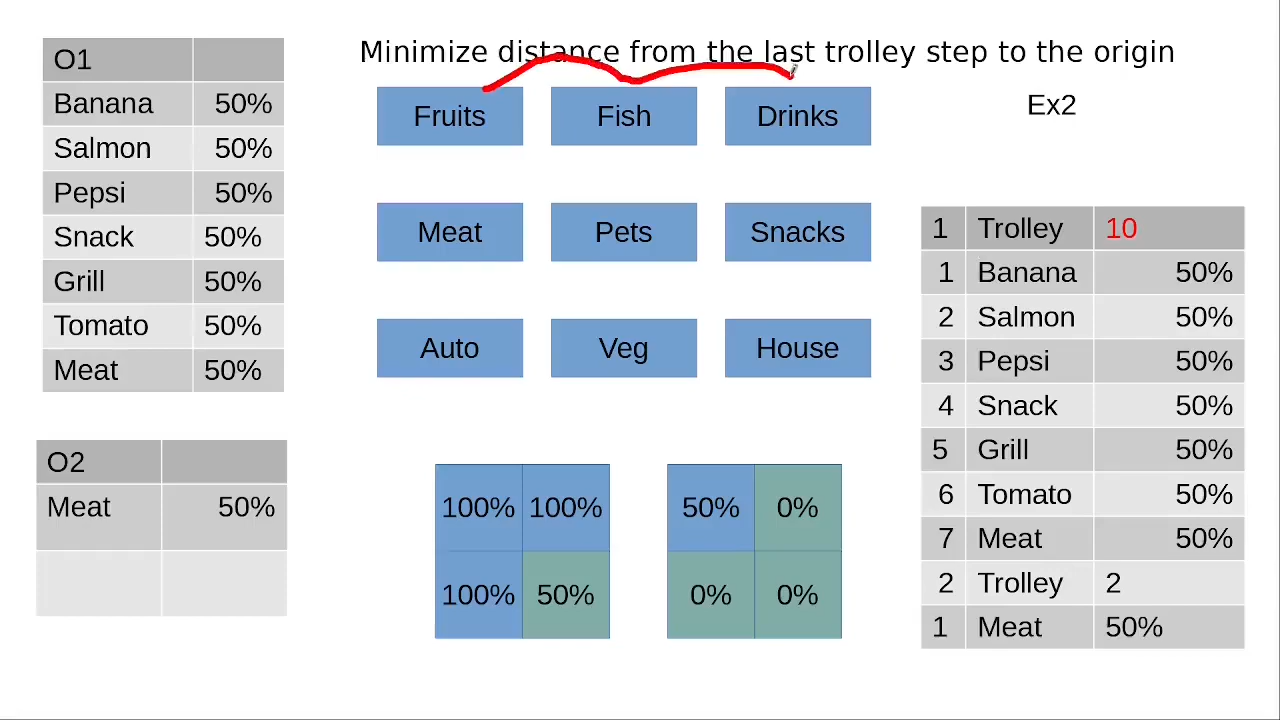 Minimize distance from the last trolley step to the origin
Ex2
O1
Banana 50%
Salmon 50%
Pepsi 50%
Snack 50%
Grill 50%
Tomato 50%
Meat 50%
O2
Meat 50%
Fruits Fish Drinks
Meat Pets Snacks
Auto Veg House
100% 100%
100% 50%
50% 0%
0% 0%
1 Trolley 10
1 Banana 50%
2 Salmon 50%
3 Pepsi 50%
4 Snack 50%
5 Grill 50%
6 Tomato 50%
7 Meat 50%
2 Trolley 2
1 Meat 50%